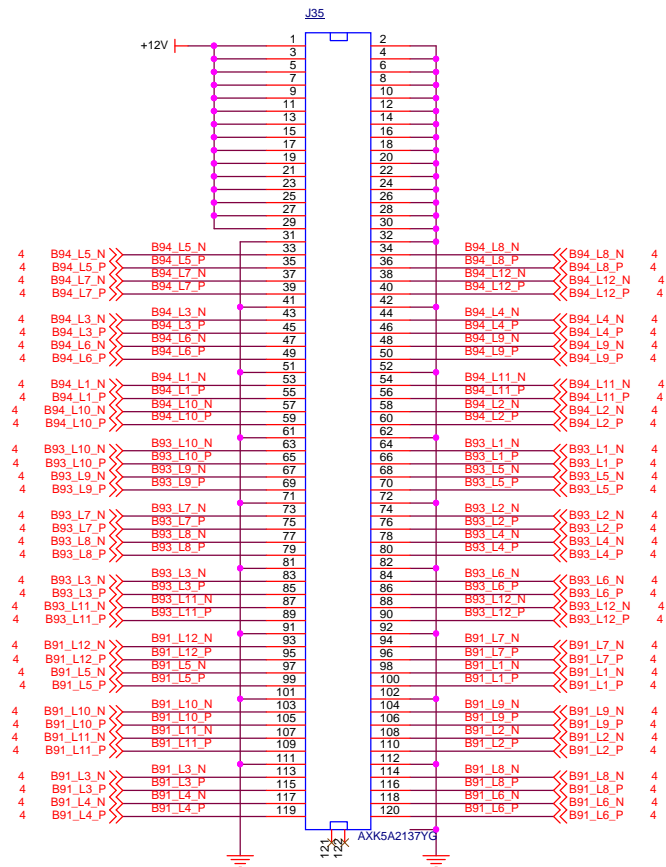 J35
+12V 1 2
3 4
5 6
7 8
9 10
11 12
13 14
15 16
17 18
19 20
21 22
23 24
25 26
27 28
29 30
31 32
4 B94_L5_N B94_L5_N 33 34 B94_L8_N B94_L8_N 4
4 B94_L5_P B94_L5_P 35 36 B94_L8_P B94_L8_P 4
4 B94_L7_N B94_L7_N 37 38 B94_L12_N B94_L12_N 4
4 B94_L7_P B94_L7_P 39 40 B94_L12_P B94_L12_P 4
41 42
4 B94_L3_N B94_L3_N 43 44 B94_L4_N B94_L4_N 4
4 B94_L3_P B94_L3_P 45 46 B94_L4_P B94_L4_P 4
4 B94_L6_N B94_L6_N 47 48 B94_L9_N B94_L9_N 4
4 B94_L6_P B94_L6_P 49 50 B94_L9_P B94_L9_P 4
51 52
4 B94_L1_N B94_L1_N 53 54 B94_L11_N B94_L11_N 4
4 B94_L1_P B94_L1_P 55 56 B94_L11_P B94_L11_P 4
4 B94_L10_N B94_L10_N 57 58 B94_L2_N B94_L2_N 4
4 B94_L10_P B94_L10_P 59 60 B94_L2_P B94_L2_P 4
61 62
4 B93_L10_N B93_L10_N 63 64 B93_L1_N B93_L1_N 4
4 B93_L10_P B93_L10_P 65 66 B93_L1_P B93_L1_P 4
4 B93_L9_N B93_L9_N 67 68 B93_L5_N B93_L5_N 4
4 B93_L9_P B93_L9_P 69 70 B93_L5_P B93_L5_P 4
71 72
4 B93_L7_N B93_L7_N 73 74 B93_L2_N B93_L2_N 4
4 B93_L7_P B93_L7_P 75 76 B93_L2_P B93_L2_P 4
4 B93_L8_N B93_L8_N 77 78 B93_L4_N B93_L4_N 4
4 B93_L8_P B93_L8_P 79 80 B93_L4_P B93_L4_P 4
81 82
4 B93_L3_N B93_L3_N 83 84 B93_L6_N B93_L6_N 4
4 B93_L3_P B93_L3_P 85 86 B93_L6_P B93_L6_P 4
4 B93_L11_N B93_L11_N 87 88 B93_L12_N B93_L12_N 4
4 B93_L11_P B93_L11_P 89 90 B93_L12_P B93_L12_P 4
91 92
4 B91_L12_N B91_L12_N 93 94 B91_L7_N B91_L7_N 4
4 B91_L12_P B91_L12_P 95 96 B91_L7_P B91_L7_P 4
4 B91_L5_N B91_L5_N 97 98 B91_L1_N B91_L1_N 4
4 B91_L5_P B91_L5_P 99 100 B91_L1_P B91_L1_P 4
101 102
4 B91_L10_N B91_L10_N 103 104 B91_L9_N B91_L9_N 4
4 B91_L10_P B91_L10_P 105 106 B91_L9_P B91_L9_P 4
4 B91_L11_N B91_L11_N 107 108 B91_L2_N B91_L2_N 4
4 B91_L11_P B91_L11_P 109 110 B91_L2_P B91_L2_P 4
111 112
4 B91_L3_N B91_L3_N 113 114 B91_L8_N B91_L8_N 4
4 B91_L3_P B91_L3_P 115 116 B91_L8_P B91_L8_P 4
4 B91_L4_N B91_L4_N 117 118 B91_L6_N B91_L6_N 4
4 B91_L4_P B91_L4_P 119 120 B91_L6_P B91_L6_P 4
121 122 AXK5A2137YG